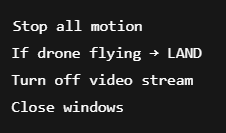 Stop all motion
If drone flying → LAND
Turn off video stream
Close windows